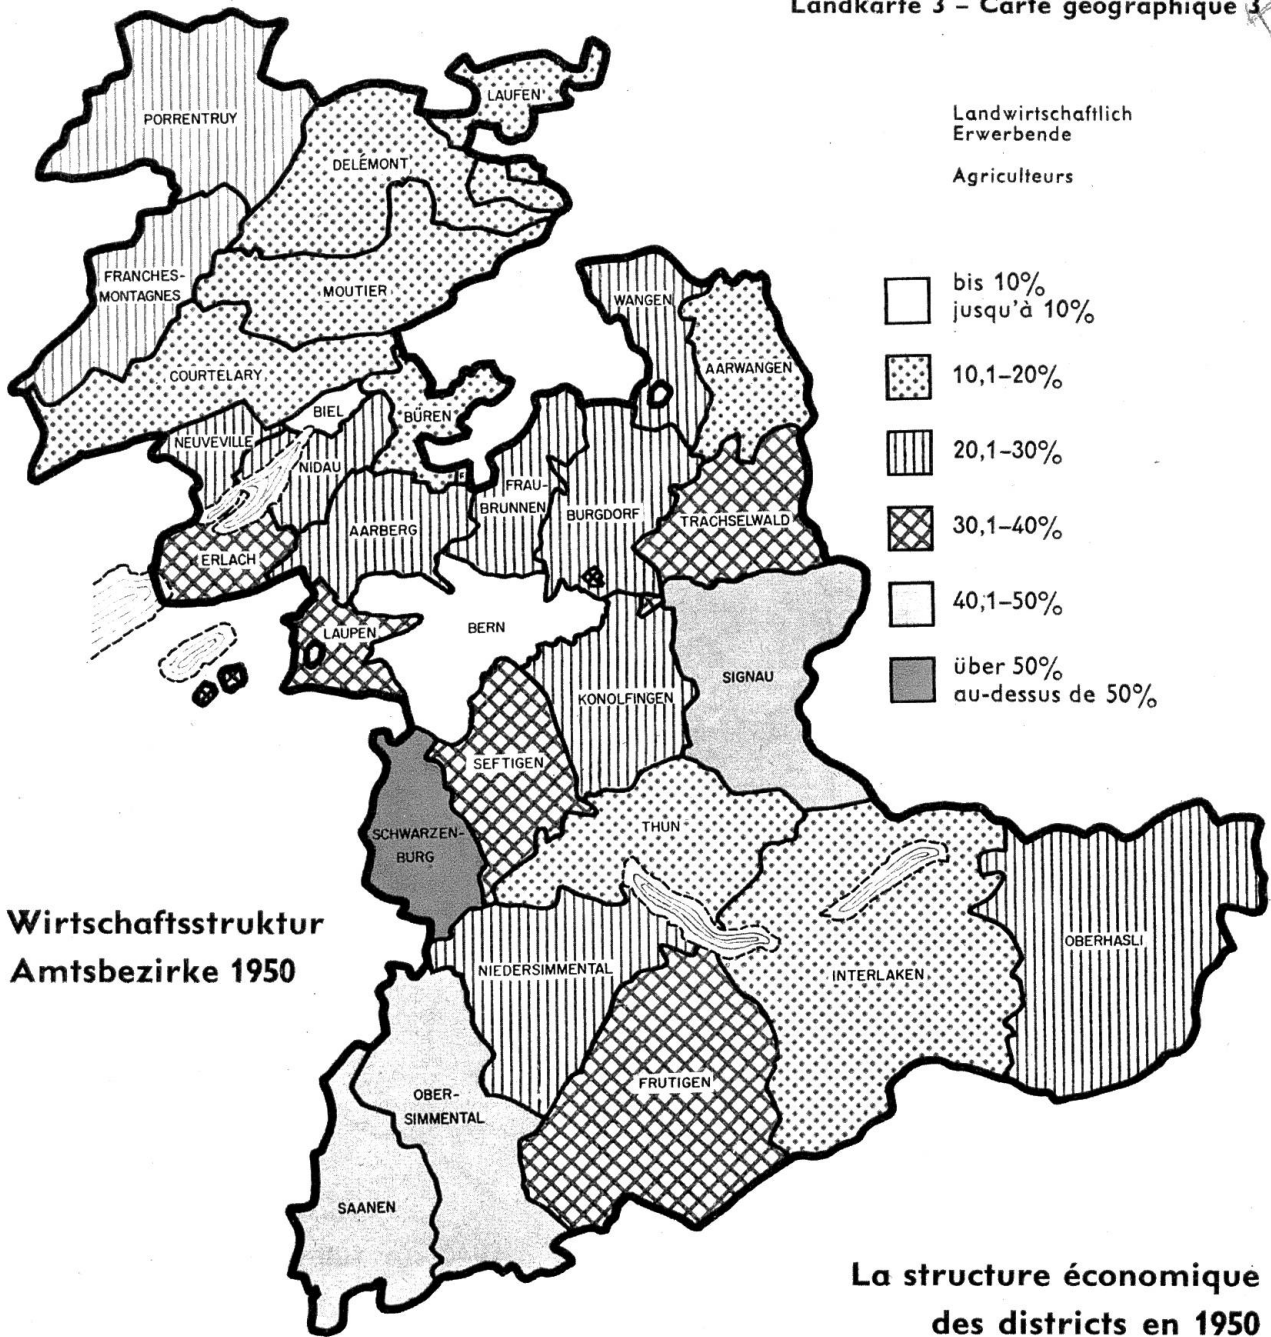 Landkarte 3 – Carte géographique 3
Landwirtschaftlich
Erwerbende
Agriculteurs
bis 10%
jusqu'à 10%
10,1–20%
20,1–30%
30,1–40%
40,1–50%
über 50%
au-dessus de 50%
LAUFEN
PORRENTRUY
DELÉMONT
FRANCHES-
MONTAGNES
MOUTIER
WANGEN
COURTELARY
AARWANGEN
BIEL
BÜREN
NEUVEVILLE
NIDAU
FRAU-
BRUNNEN
BURGDORF
TRACHSELWALD
AARBERG
ERLACH
LAUPEN
BERN
SIGNAU
KONOLFINGEN
SEFTIGEN
THUN
SCHWARZEN-
BURG
Wirtschaftsstruktur
Amtsbezirke 1950
OBERHASLI
NIEDERSIMMENTAL
INTERLAKEN
FRUTIGEN
OBER-
SIMMENTAL
SAANEN
La structure économique
des districts en 1950